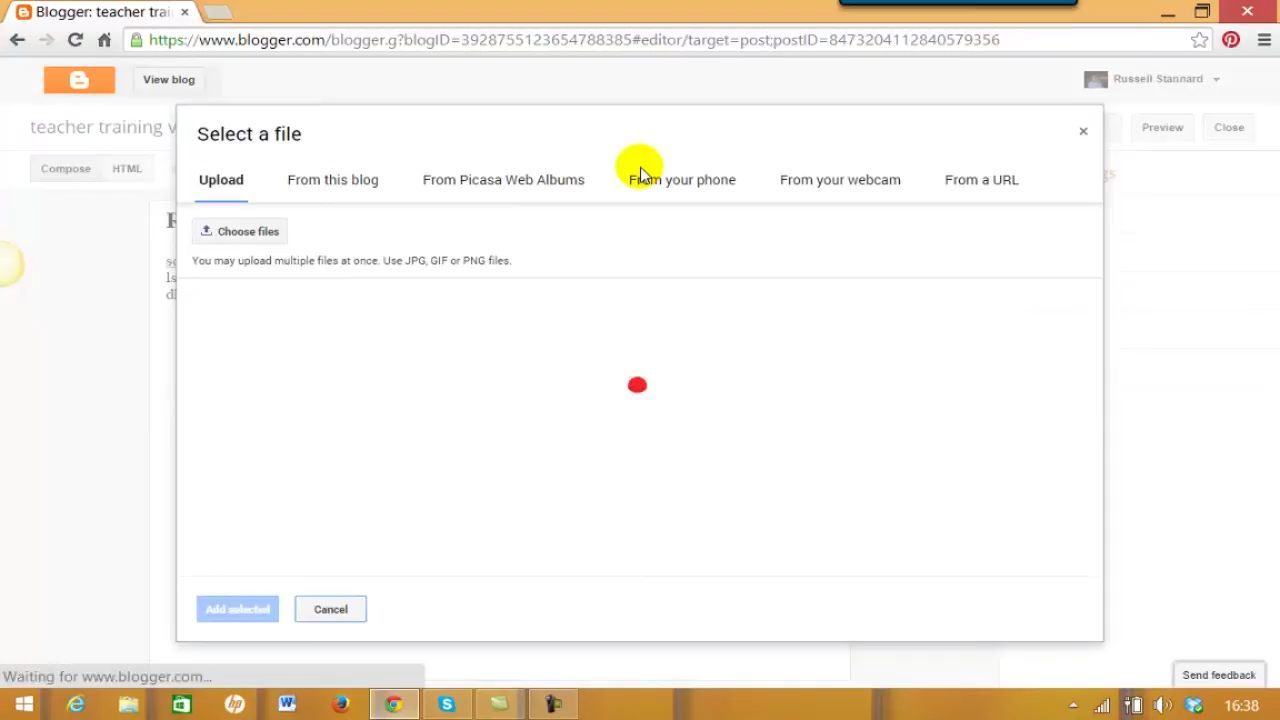 Blogger: teacher trai
https://www.blogger.com/blogger.g?blogID=3928755123654788385#editor/target=post;postID=8473204112840579356
View blog
Russell Stannard
teacher training v
Preview
Close
Compose
HTML
Select a file
Upload
From this blog
From Picasa Web Albums
From your phone
From your webcam
From a URL
Choose files
You may upload multiple files at once. Use JPG, GIF or PNG files.
Add selected
Cancel
Waiting for www.blogger.com...
Send feedback
16:38